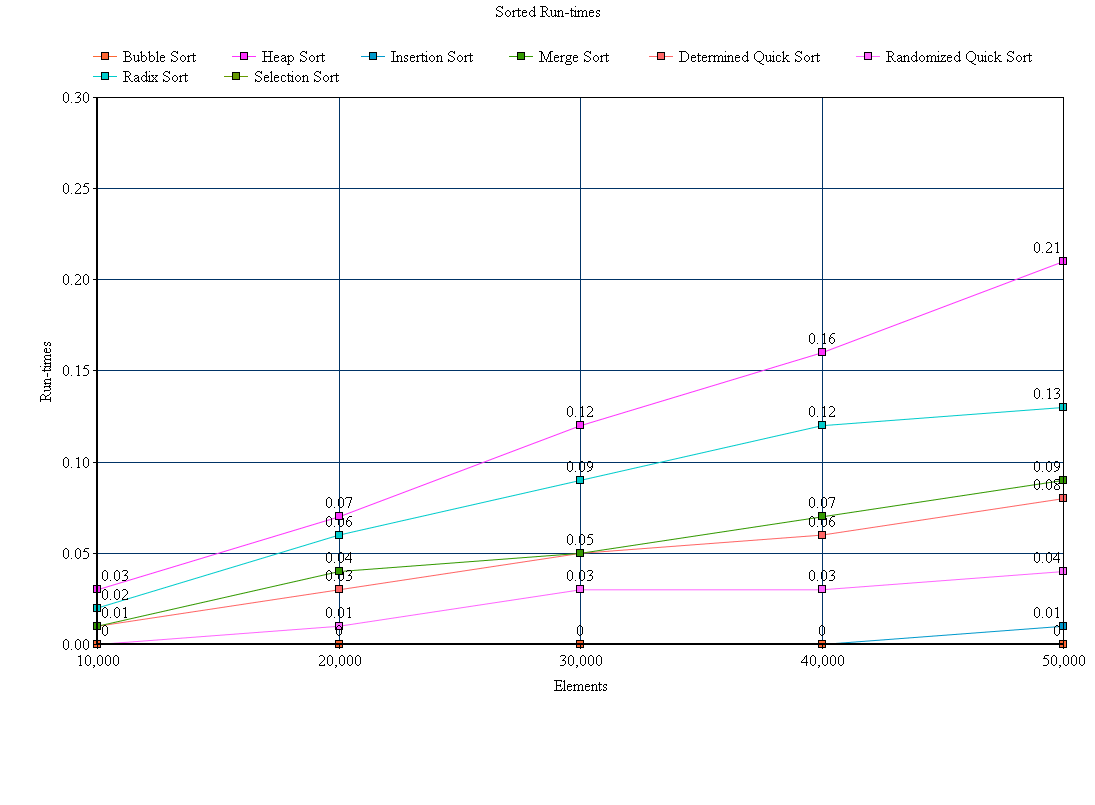 Sorted Run-times
Bubble Sort Heap Sort Insertion Sort Merge Sort Determined Quick Sort Randomized Quick Sort
Radix Sort Selection Sort
0.30
0.25
0.21
0.20
0.16
0.15
Run-times
0.13
0.12 0.12
0.10
0.09 0.09
0.08
0.07 0.07
0.06 0.06
0.05 0.05
0.04 0.04
0.03 0.03 0.03 0.03
0.02
0.01 0.01 0.01
0 0 0 0 0
0.00
10,000 20,000 30,000 40,000 50,000
Elements